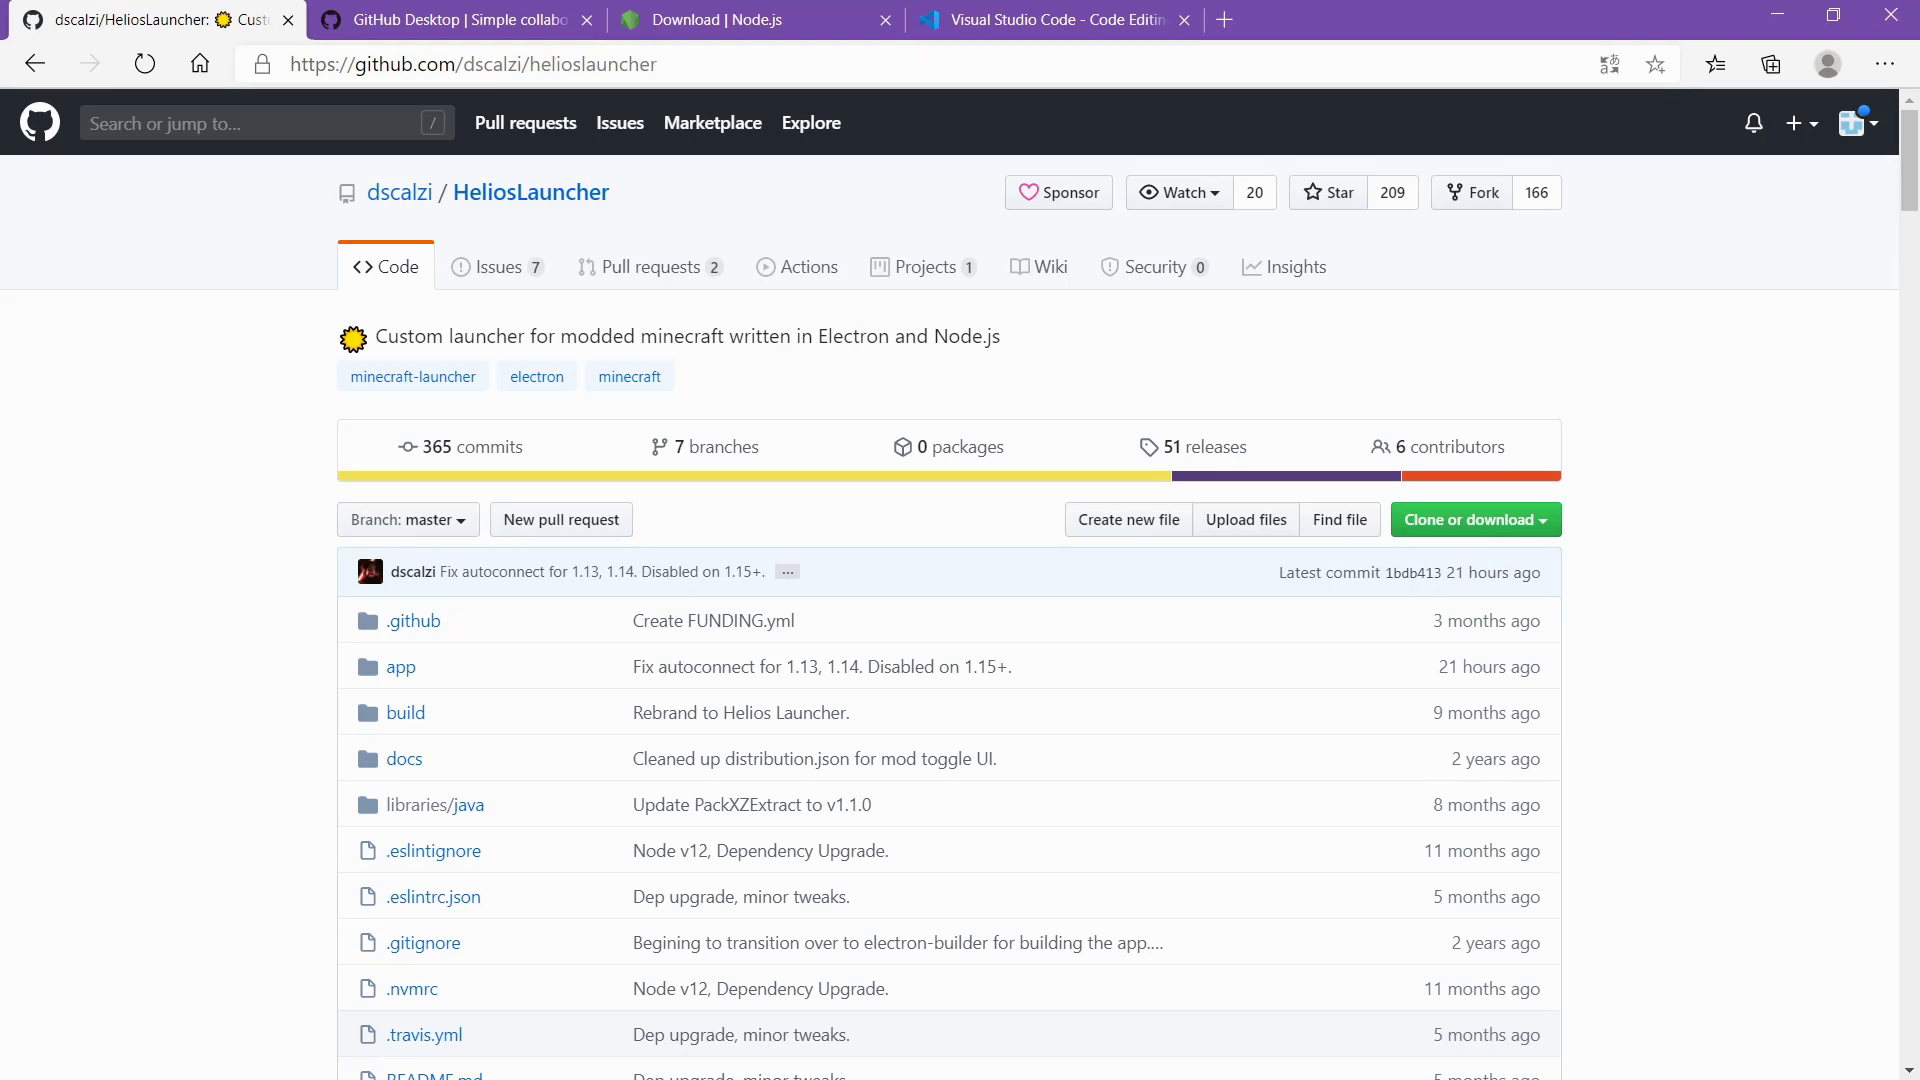 dscalzi/HeliosLauncher: Cust
GitHub Desktop | Simple collabo
Download | Node.js
Visual Studio Code - Code Editin
https://github.com/dscalzi/helioslauncher
Search or jump to... /
Pull requests Issues Marketplace Explore
dscalzi / HeliosLauncher
Sponsor Watch 20 Star 209 Fork 166
Code Issues 7 Pull requests 2 Actions Projects 1 Wiki Security 0 Insights
Custom launcher for modded minecraft written in Electron and Node.js
minecraft-launcher electron minecraft
365 commits 7 branches 0 packages 51 releases 6 contributors
Branch: master New pull request Create new file Upload files Find file Clone or download
dscalzi Fix autoconnect for 1.13, 1.14. Disabled on 1.15+. ... Latest commit 1bdb413 21 hours ago
.github Create FUNDING.yml 3 months ago
app Fix autoconnect for 1.13, 1.14. Disabled on 1.15+. 21 hours ago
build Rebrand to Helios Launcher. 9 months ago
docs Cleaned up distribution.json for mod toggle UI. 2 years ago
libraries/java Update PackXZExtract to v1.1.0 8 months ago
.eslintignore Node v12, Dependency Upgrade. 11 months ago
.eslintrc.json Dep upgrade, minor tweaks. 5 months ago
.gitignore Begining to transition over to electron-builder for building the app.... 2 years ago
.nvmrc Node v12, Dependency Upgrade. 11 months ago
.travis.yml Dep upgrade, minor tweaks. 5 months ago
README.md Dep upgrade, minor tweaks. 5 months ago